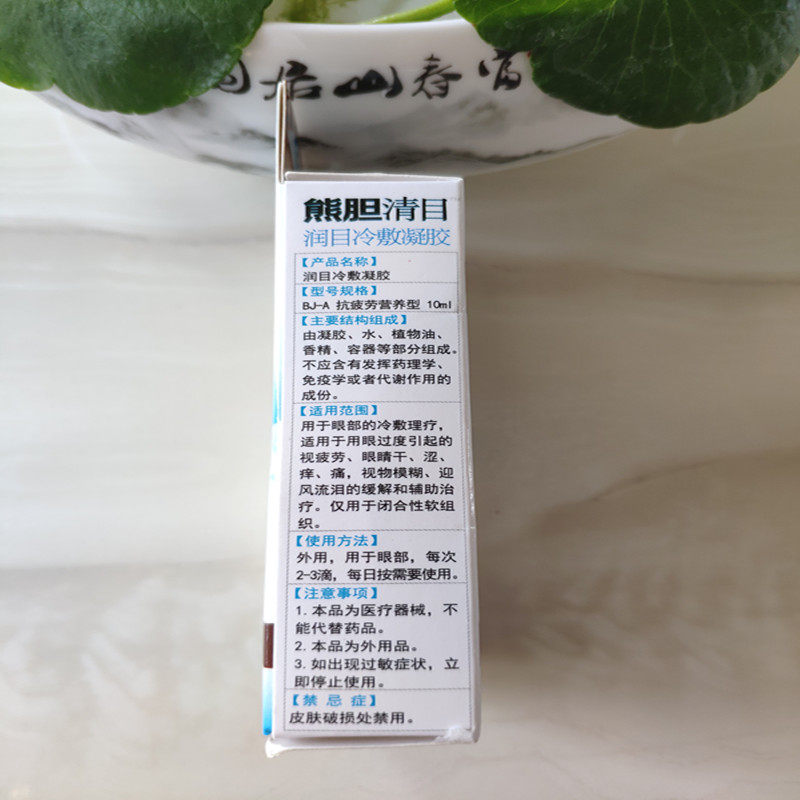 居山寿富
熊胆清目
润目冷敷凝胶
【产品名称】
润目冷敷凝胶
【型号规格】
BJ-A 抗疲劳营养型 10ml
【主要结构组成】
由凝胶、水、植物油、
香精、容器等部分组成。
不应含有发挥药理学、
免疫学或者代谢作用的
成份。
【适用范围】
用于眼部的冷敷理疗，
适用于用眼过度引起的
视疲劳、眼睛干、涩、
痒、痛，视物模糊、迎
风流泪的缓解和辅助治
疗。仅用于闭合性软组
织。
【使用方法】
外用，用于眼部，每次
2-3滴，每日按需要使用。
【注意事项】
1.本品为医疗器械，不
能代替药品。
2.本品为外用品。
3.如出现过敏症状，立
即停止使用。
【禁 忌 症】
皮肤破损处禁用。